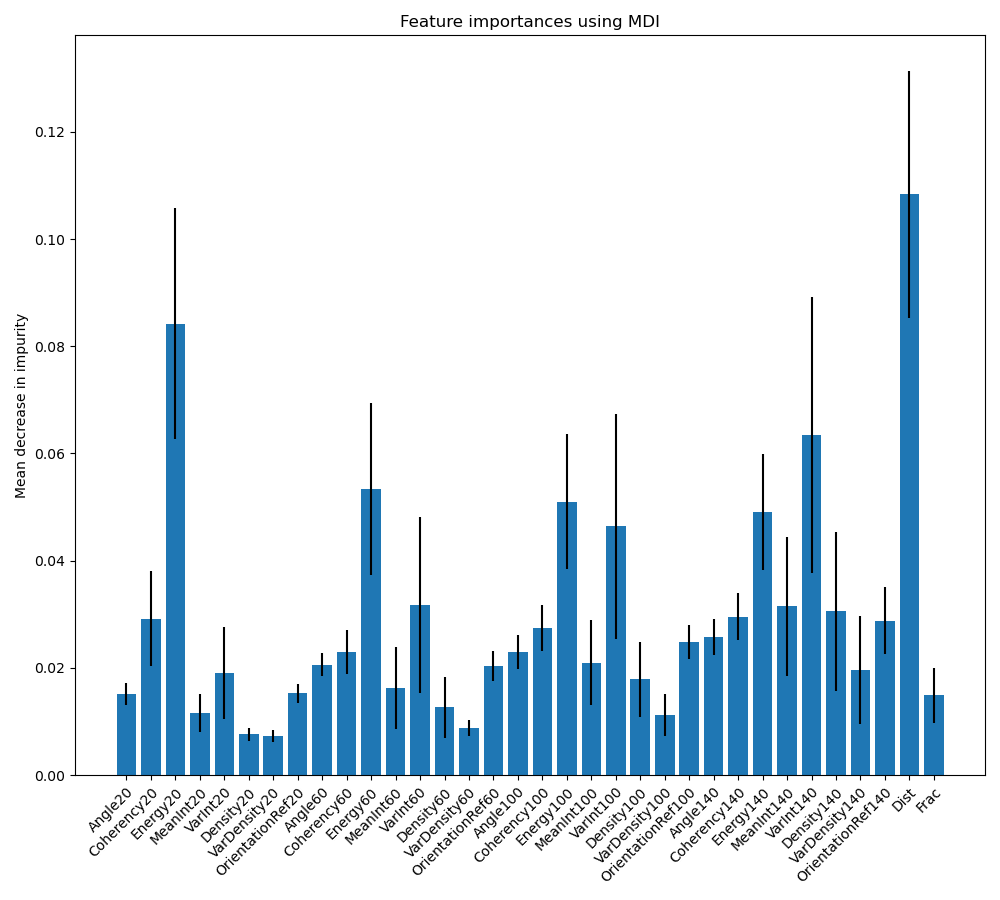 Feature importances using MDI
Mean decrease in impurity
0.12
0.10
0.08
0.06
0.04
0.02
0.00
Angle20
Coherency20
Energy20
MeanInt20
VarInt20
Density20
VarDensity20
OrientationRef20
Angle60
Coherency60
Energy60
MeanInt60
VarInt60
Density60
VarDensity60
OrientationRef60
Angle100
Coherency100
Energy100
MeanInt100
VarInt100
Density100
VarDensity100
OrientationRef100
Angle140
Coherency140
Energy140
MeanInt140
VarInt140
Density140
VarDensity140
OrientationRef140
Dist
Frac